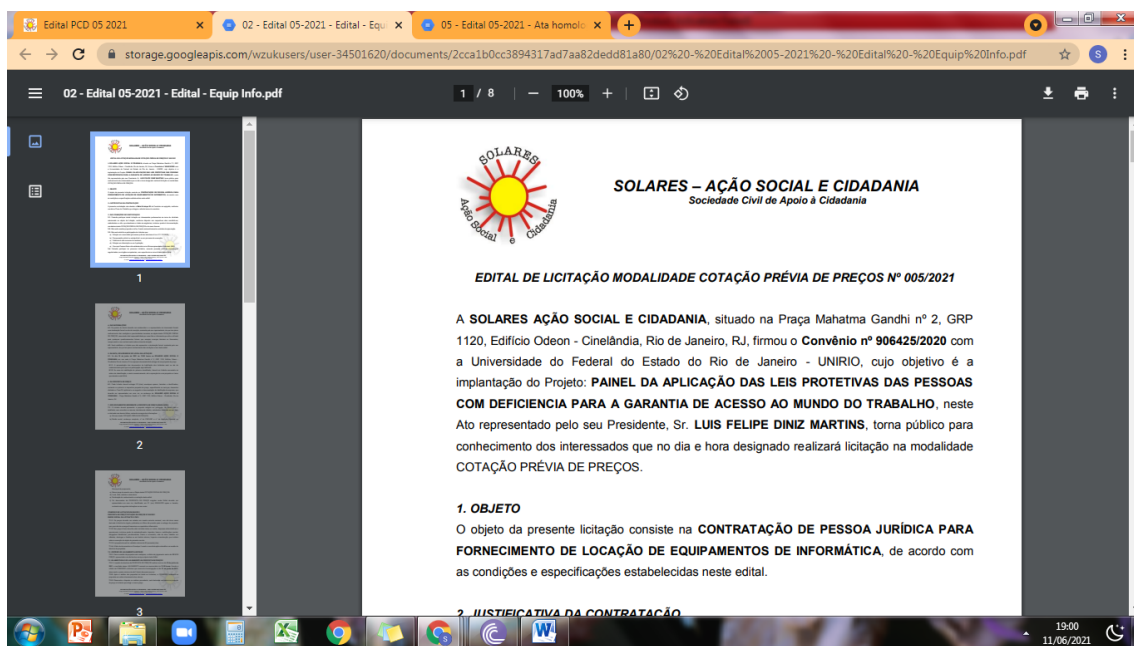 Edital PCD 05 2021
02 - Edital 05-2021 - Edital - Equ
05 - Edital 05-2021 - Ata homolo
storage.googleapis.com/wzukusers/user-34501620/documents/2cca1b0cc3894317ad7aa82dedd81a80/02%20-%20Edital%2005-2021%20-%20Edital%20-%20Equip%20Info.pdf
S
02 - Edital 05-2021 - Edital - Equip Info.pdf
1 / 8
100%
1
2
3
SOLARES
Ação Social e Cidadania
SOLARES – AÇÃO SOCIAL E CIDADANIA
Sociedade Civil de Apoio à Cidadania
EDITAL DE LICITAÇÃO MODALIDADE COTAÇÃO PRÉVIA DE PREÇOS Nº 005/2021
A SOLARES AÇÃO SOCIAL E CIDADANIA, situado na Praça Mahatma Gandhi nº 2, GRP
1120, Edifício Odeon - Cinelândia, Rio de Janeiro, RJ, firmou o Convênio nº 906425/2020 com
a Universidade do Federal do Estado do Rio de Janeiro - UNIRIO, cujo objetivo é a
implantação do Projeto: PAINEL DA APLICAÇÃO DAS LEIS PROTETIVAS DAS PESSOAS
COM DEFICIENCIA PARA A GARANTIA DE ACESSO AO MUNDO DO TRABALHO, neste
Ato representado pelo seu Presidente, Sr. LUIS FELIPE DINIZ MARTINS, torna público para
conhecimento dos interessados que no dia e hora designado realizará licitação na modalidade
COTAÇÃO PRÉVIA DE PREÇOS.
1. OBJETO
O objeto da presente licitação consiste na CONTRATAÇÃO DE PESSOA JURÍDICA PARA
FORNECIMENTO DE LOCAÇÃO DE EQUIPAMENTOS DE INFORMÁTICA, de acordo com
as condições e especificações estabelecidas neste edital.
2. JUSTIFICATIVA DA CONTRATAÇÃO
19:00
11/06/2021